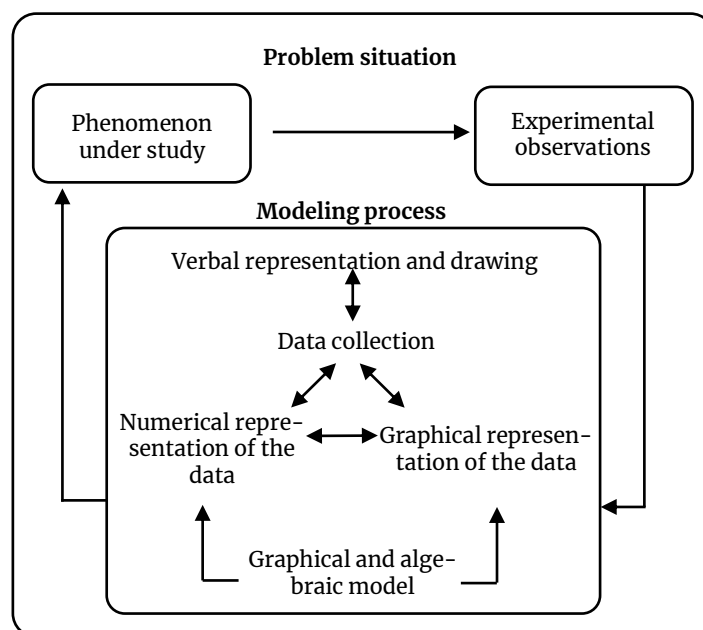 Problem situation
Phenomenon
under study
Experimental
observations
Modeling process
Verbal representation and drawing
Data collection
Numerical repre-
sentation of the
data
Graphical represen-
tation of the data
Graphical and alge-
braic model